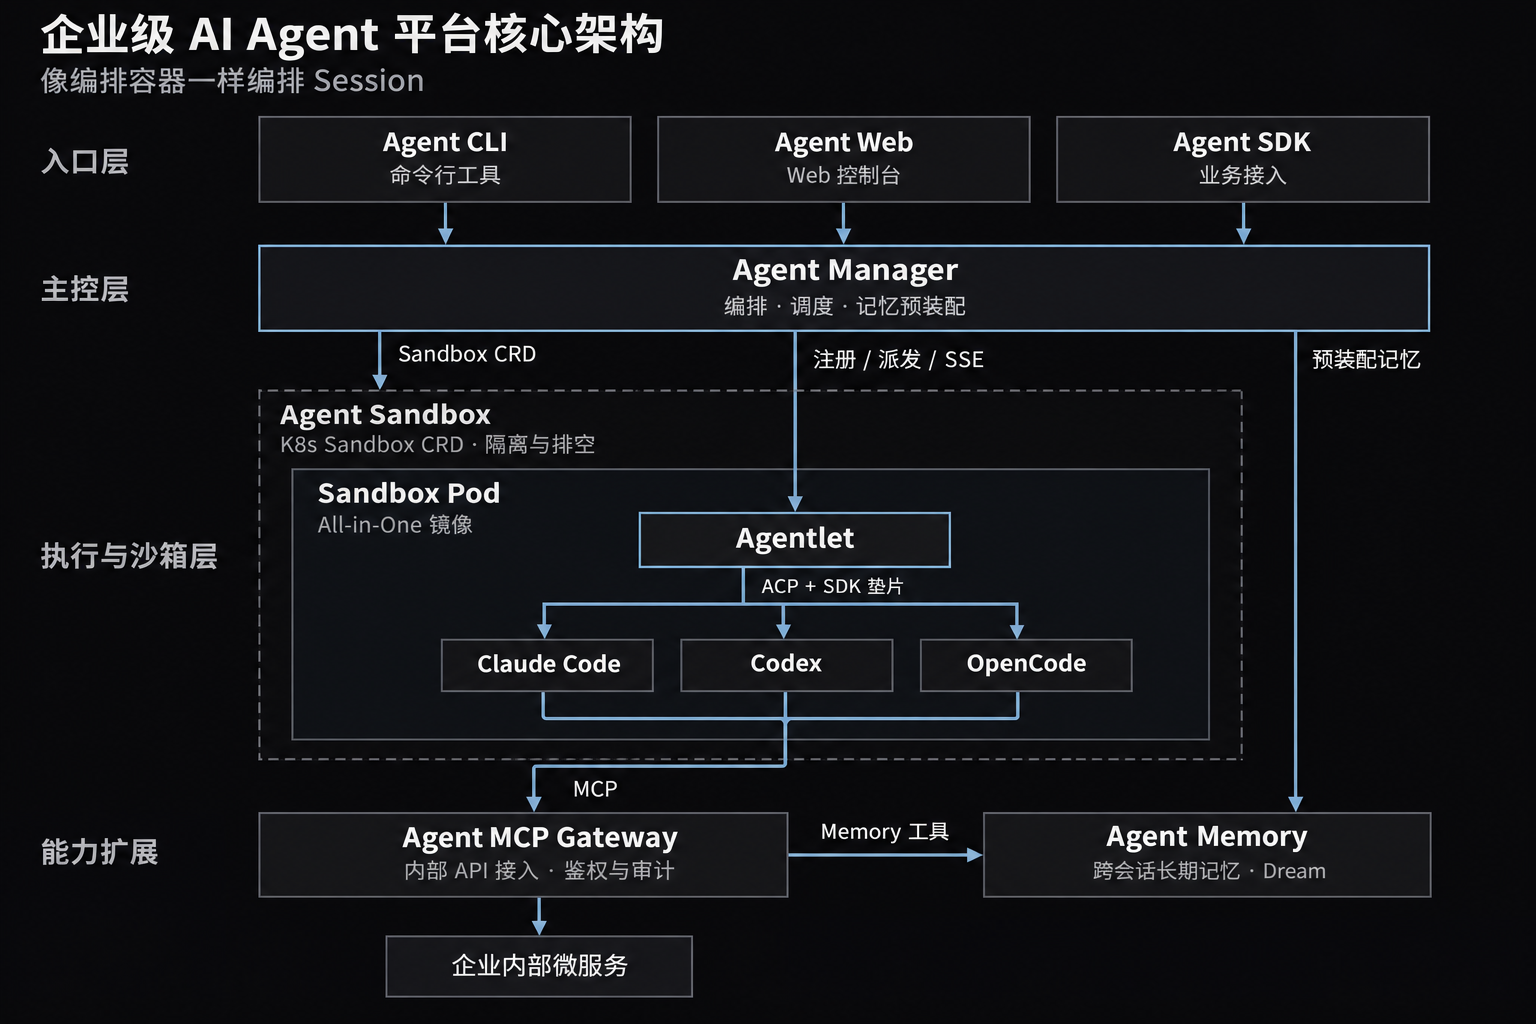 企业级 AI Agent 平台核心架构
像编排容器一样编排 Session
入口层
Agent CLI
命令行工具
Agent Web
Web 控制台
Agent SDK
业务接入
主控层
Agent Manager
编排 · 调度 · 记忆预装配
Sandbox CRD
注册 / 派发 / SSE
预装配记忆
执行与沙箱层
Agent Sandbox
K8s Sandbox CRD · 隔离与排空
Sandbox Pod
All-in-One 镜像
Agentlet
ACP + SDK 垫片
Claude Code
Codex
OpenCode
MCP
能力扩展
Agent MCP Gateway
内部 API 接入 · 鉴权与审计
Memory 工具
Agent Memory
跨会话长期记忆 · Dream
企业内部微服务